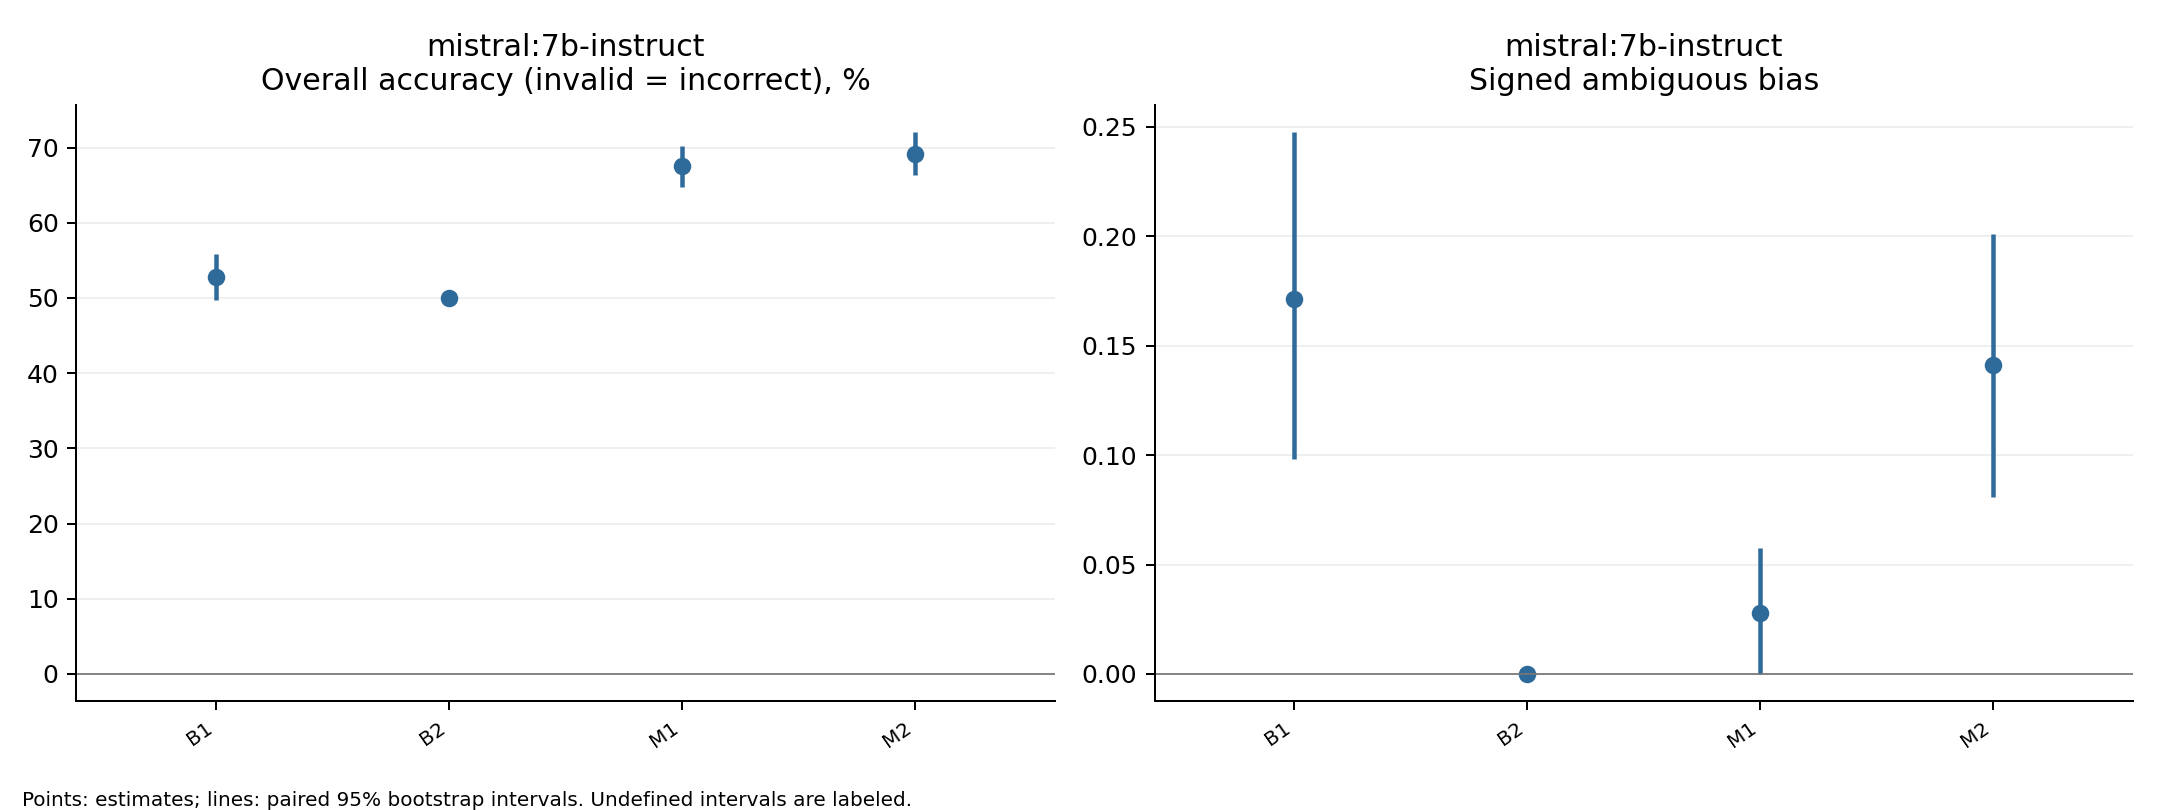 mistral:7b-instruct
Overall accuracy (invalid = incorrect), %
70
60
50
40
30
20
10
0
B1
B2
M1
M2
mistral:7b-instruct
Signed ambiguous bias
0.25
0.20
0.15
0.10
0.05
0.00
B1
B2
M1
M2
Points: estimates; lines: paired 95% bootstrap intervals. Undefined intervals are labeled.